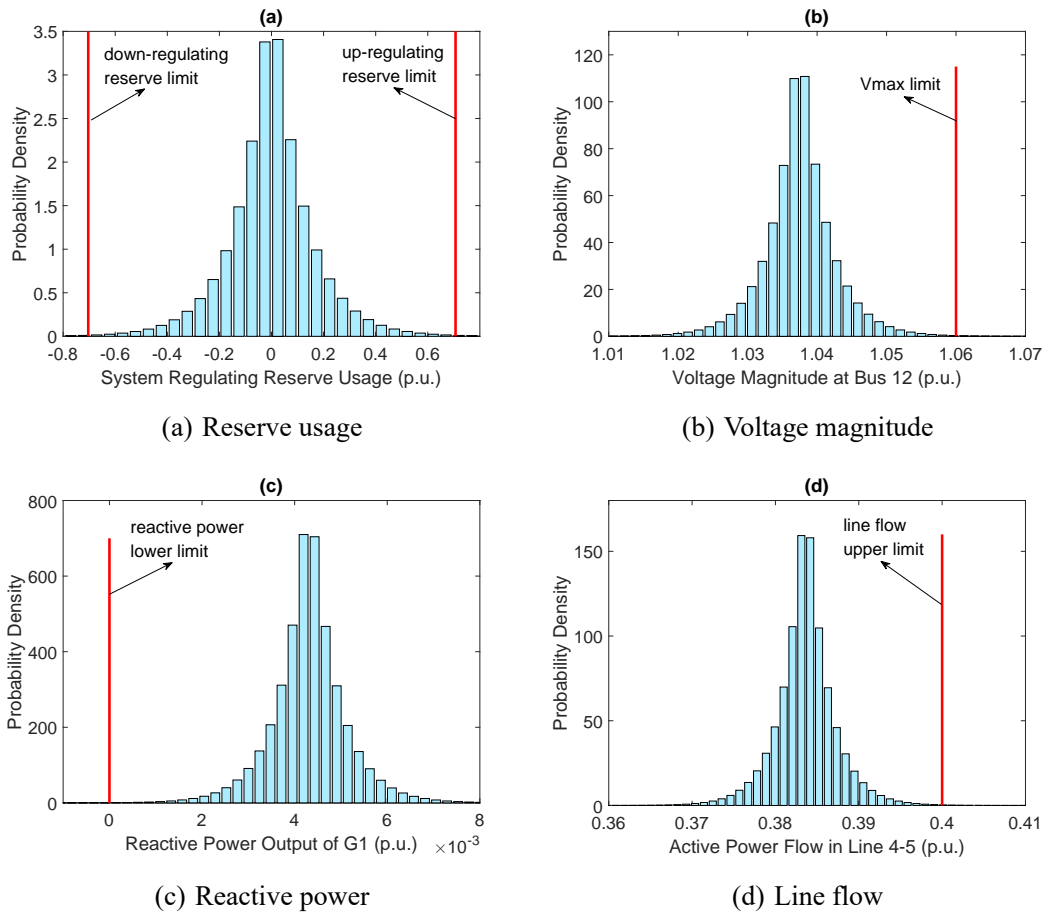 (a)
3.5
3
2.5
2
1.5
1
0.5
0
Probability Density
down-regulating
reserve limit
up-regulating
reserve limit
-0.8 -0.6 -0.4 -0.2 0 0.2 0.4 0.6
System Regulating Reserve Usage (p.u.)
(a) Reserve usage
(b)
120
100
80
60
40
20
0
Probability Density
Vmax limit
1.01 1.02 1.03 1.04 1.05 1.06 1.07
Voltage Magnitude at Bus 12 (p.u.)
(b) Voltage magnitude
(c)
800
600
400
200
0
Probability Density
reactive power
lower limit
0 2 4 6 8
Reactive Power Output of G1 (p.u.) ×10⁻³
(c) Reactive power
(d)
150
100
50
0
Probability Density
line flow
upper limit
0.36 0.37 0.38 0.39 0.4 0.41
Active Power Flow in Line 4-5 (p.u.)
(d) Line flow